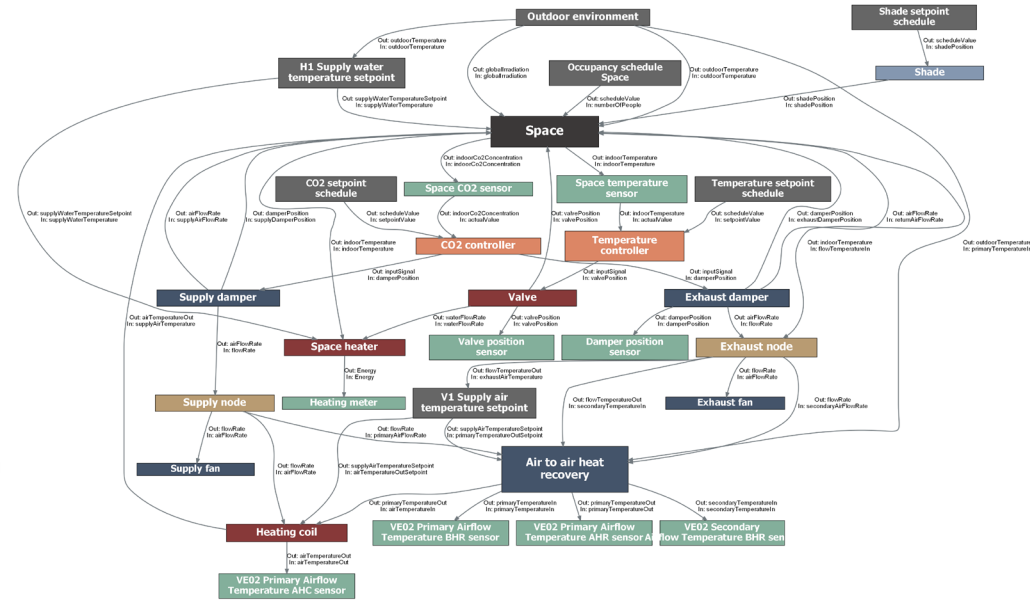 Outdoor environment
Shade setpoint
schedule
Out: outdoorTemperature
In: outdoorTemperature
Out: scheduleValue
In: shadePosition
H1 Supply water
temperature setpoint
Out: globalIrradiation
In: globalIrradiation
Occupancy schedule
Space
Out: outdoorTemperature
In: outdoorTemperature
Shade
Out: supplyWaterTemperatureSetpoint
In: supplyWaterTemperature
Out: scheduleValue
In: numberOfPeople
Out: shadePosition
In: shadePosition
Space
Out: indoorCo2Concentration
In: indoorCo2Concentration
Out: indoorTemperature
In: indoorTemperature
CO2 setpoint
schedule
Space CO2 sensor
Space temperature
sensor
Temperature setpoint
schedule
Out: supplyWaterTemperatureSetpoint
In: supplyWaterTemperature
Out: airFlowRate
In: supplyAirFlowRate
Out: damperPosition
In: supplyDamperPosition
Out: scheduleValue
In: setpointValue
Out: indoorCo2Concentration
In: actualValue
Out: valvePosition
In: valvePosition
Out: indoorTemperature
In: actualValue
Out: scheduleValue
In: setpointValue
Out: damperPosition
In: exhaustDamperPosition
Out: airFlowRate
In: returnAirFlowRate
Out: indoorTemperature
In: indoorTemperature
CO2 controller
Temperature
controller
Out: indoorTemperature
In: flowTemperatureIn
Out: outdoorTemperature
In: primaryTemperatureIn
Out: inputSignal
In: damperPosition
Out: inputSignal
In: valvePosition
Out: inputSignal
In: damperPosition
Supply damper
Valve
Exhaust damper
Out: airTemperatureOut
In: supplyAirTemperature
Out: waterFlowRate
In: waterFlowRate
Out: valvePosition
In: valvePosition
Out: damperPosition
In: damperPosition
Out: airFlowRate
In: flowRate
Out: airFlowRate
In: flowRate
Space heater
Valve position
sensor
Damper position
sensor
Exhaust node
Out: Energy
In: Energy
Out: flowTemperatureOut
In: exhaustAirTemperature
Out: flowRate
In: airFlowRate
Supply node
Heating meter
V1 Supply air
temperature setpoint
Out: flowTemperatureOut
In: secondaryTemperatureIn
Exhaust fan
Out: flowRate
In: secondaryAirFlowRate
Out: flowRate
In: airFlowRate
Out: flowRate
In: primaryAirFlowRate
Out: supplyAirTemperatureSetpoint
In: primaryTemperatureOutSetpoint
Supply fan
Out: flowRate
In: airFlowRate
Out: supplyAirTemperatureSetpoint
In: airTemperatureOutSetpoint
Air to air heat
recovery
Out: primaryTemperatureOut
In: airTemperatureIn
Out: primaryTemperatureIn
In: primaryTemperatureIn
Out: primaryTemperatureOut
In: primaryTemperatureOut
Out: secondaryTemperatureIn
In: secondaryTemperatureIn
Heating coil
VE02 Primary Airflow
Temperature BHR sensor
VE02 Primary Airflow
Temperature AHR sensor
VE02 Secondary
Airflow Temperature BHR sen
Out: airTemperatureOut
In: airTemperatureOut
VE02 Primary Airflow
Temperature AHC sensor